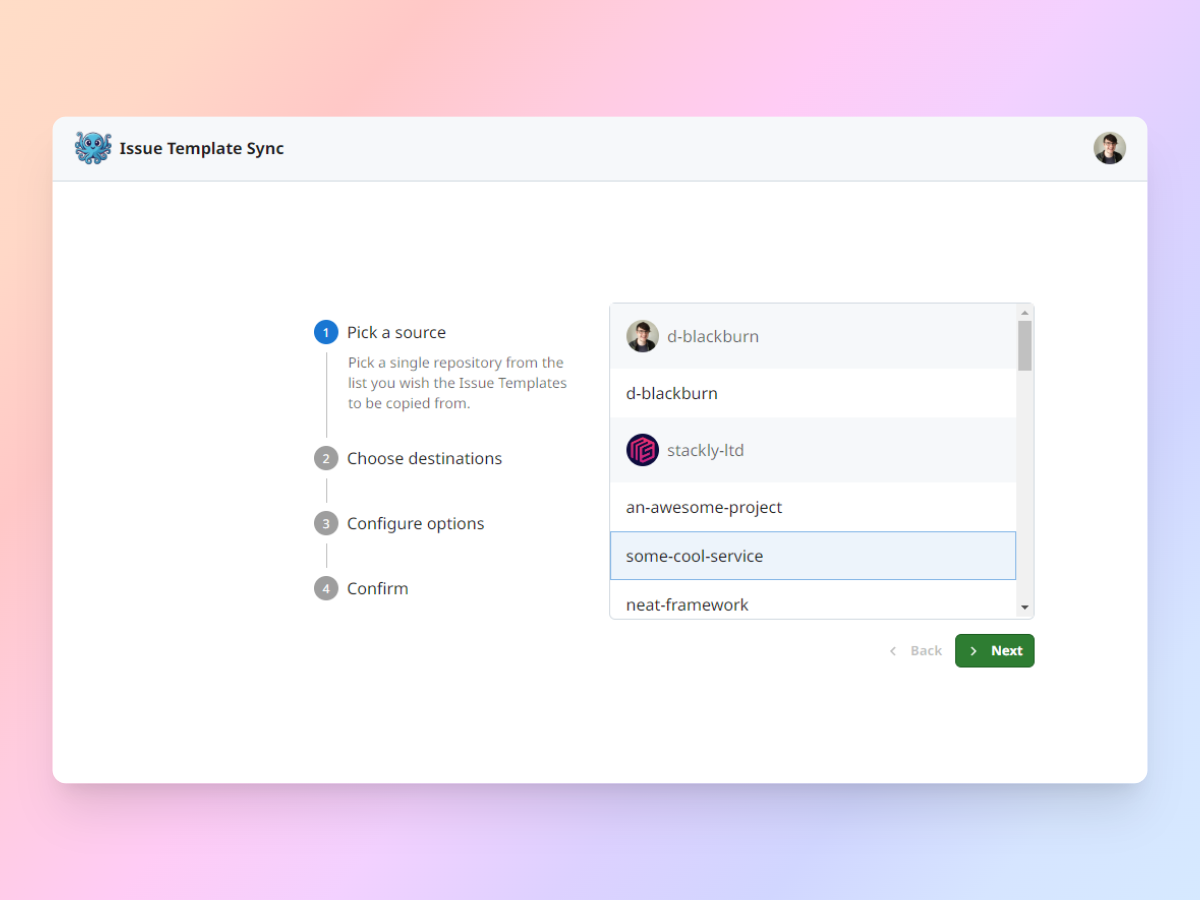 Issue Template Sync
1 Pick a source
Pick a single repository from the
list you wish the Issue Templates
to be copied from.
2 Choose destinations
3 Configure options
4 Confirm
d-blackburn
d-blackburn
stackly-ltd
an-awesome-project
some-cool-service
neat-framework
Back
Next